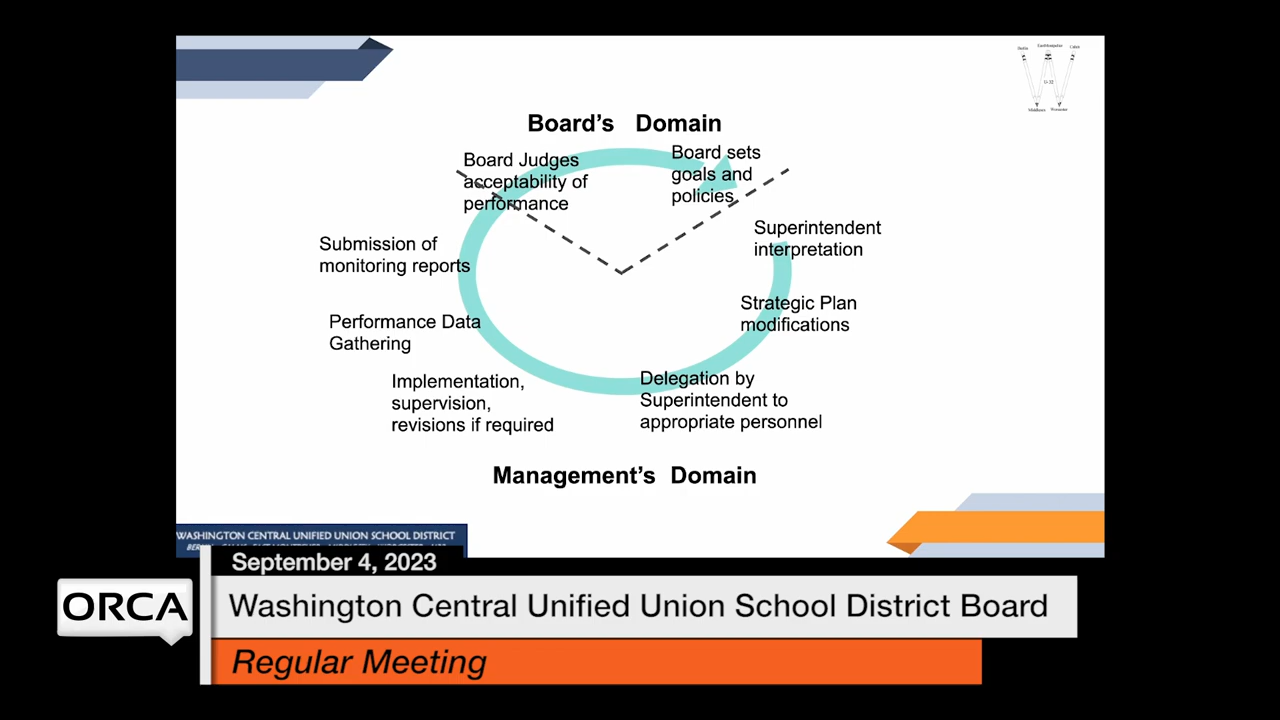 Board's Domain
Board Judges
acceptability of
performance
Board sets
goals and
policies
Superintendent
interpretation
Submission of
monitoring reports
Strategic Plan
modifications
Performance Data
Gathering
Delegation by
Superintendent to
appropriate personnel
Implementation,
supervision,
revisions if required
Management's Domain
WASHINGTON CENTRAL UNIFIED UNION SCHOOL DISTRICT
September 4, 2023
ORCA
Washington Central Unified Union School District Board
Regular Meeting